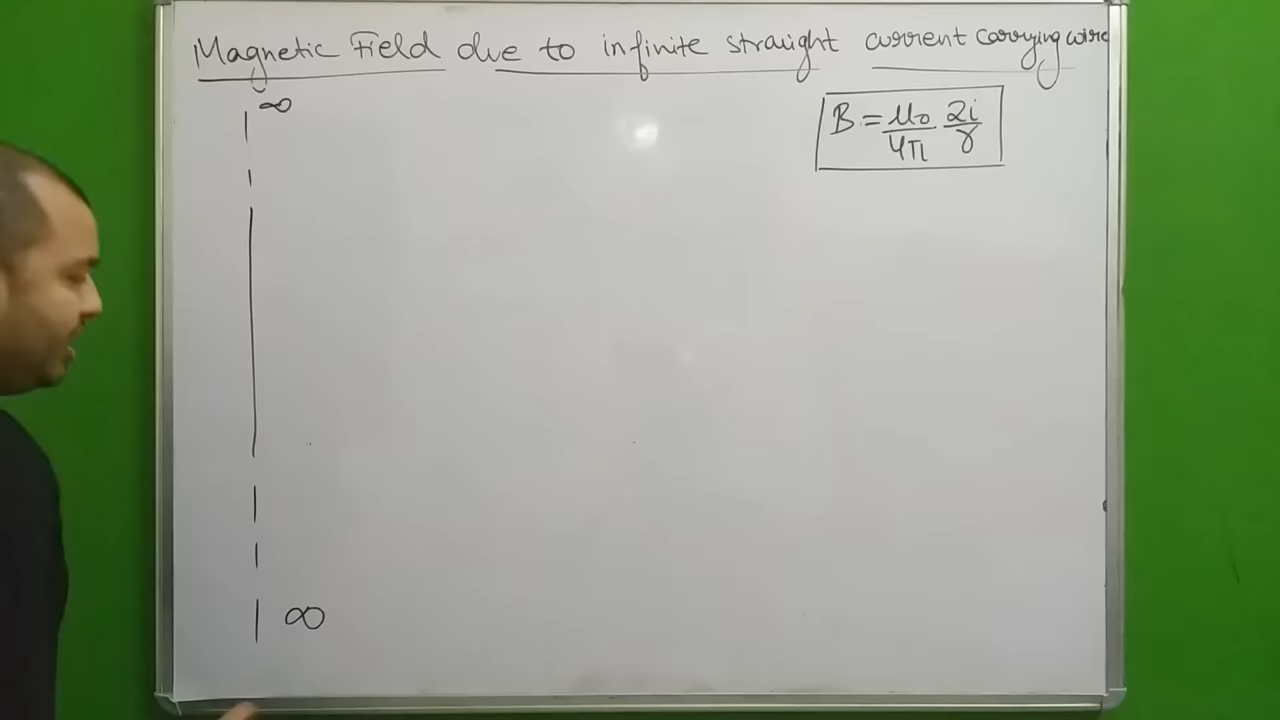 Magnetic Field due to infinite straight current carrying wire
∞
B = μ₀/4π 2i/r
∞